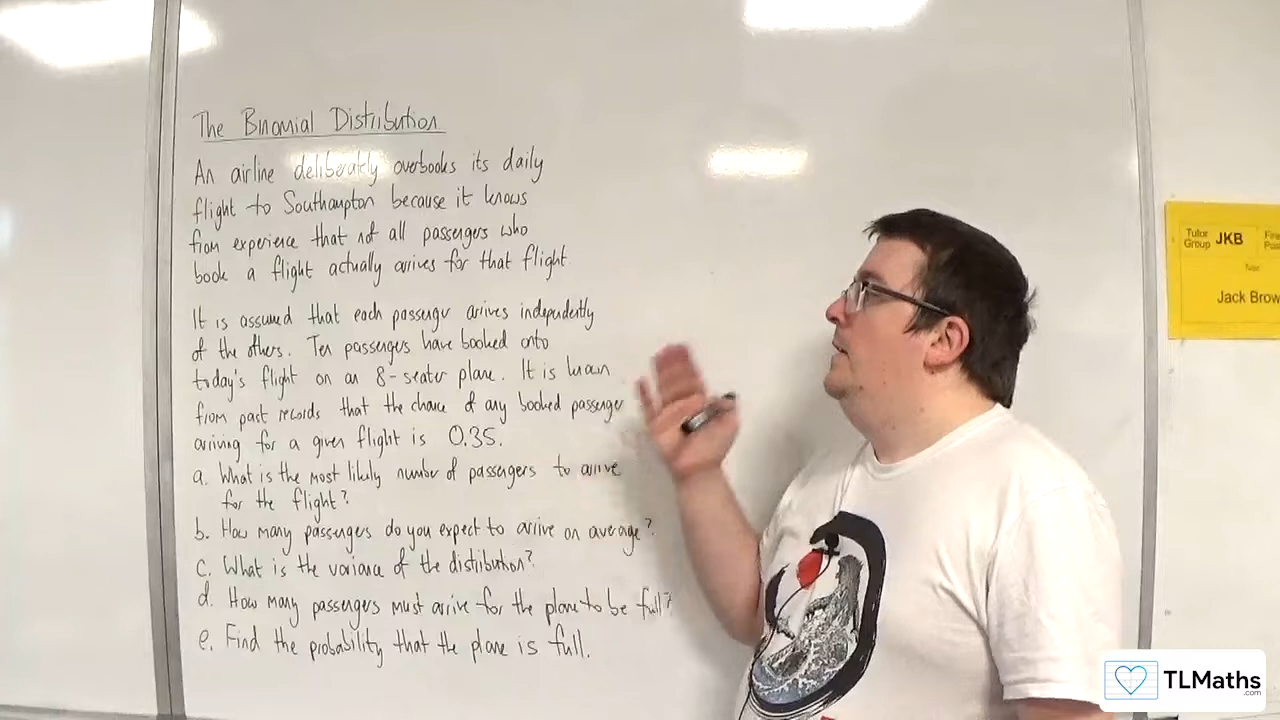 The Binomial Distribution
An airline deliberately overbooks its daily
flight to Southampton because it knows
from experience that not all passengers who
book a flight actually arrives for that flight
It is assumed that each passenger arrives independently
of the others. Ten passengers have booked onto
today's flight on an 8-seater plane. It is known
from past records that the chance of any booked passenger
arriving for a given flight is 0.35.
a. What is the most likely number of passengers to arrive
for the flight?
b. How many passengers do you expect to arrive on average?
c. What is the variance of the distribution?
d. How many passengers must arrive for the plane to be full?
e. Find the probability that the plane is full.
Tutor Group JKB
Jack Brow
TLMaths
.com